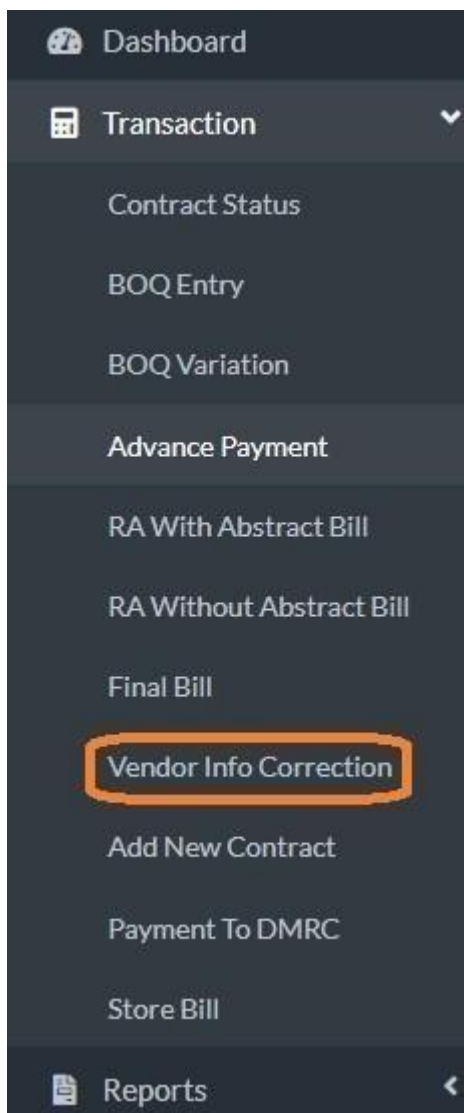 Dashboard
Transaction
Contract Status
BOQ Entry
BOQ Variation
Advance Payment
RA With Abstract Bill
RA Without Abstract Bill
Final Bill
Vendor Info Correction
Add New Contract
Payment To DMRC
Store Bill
Reports